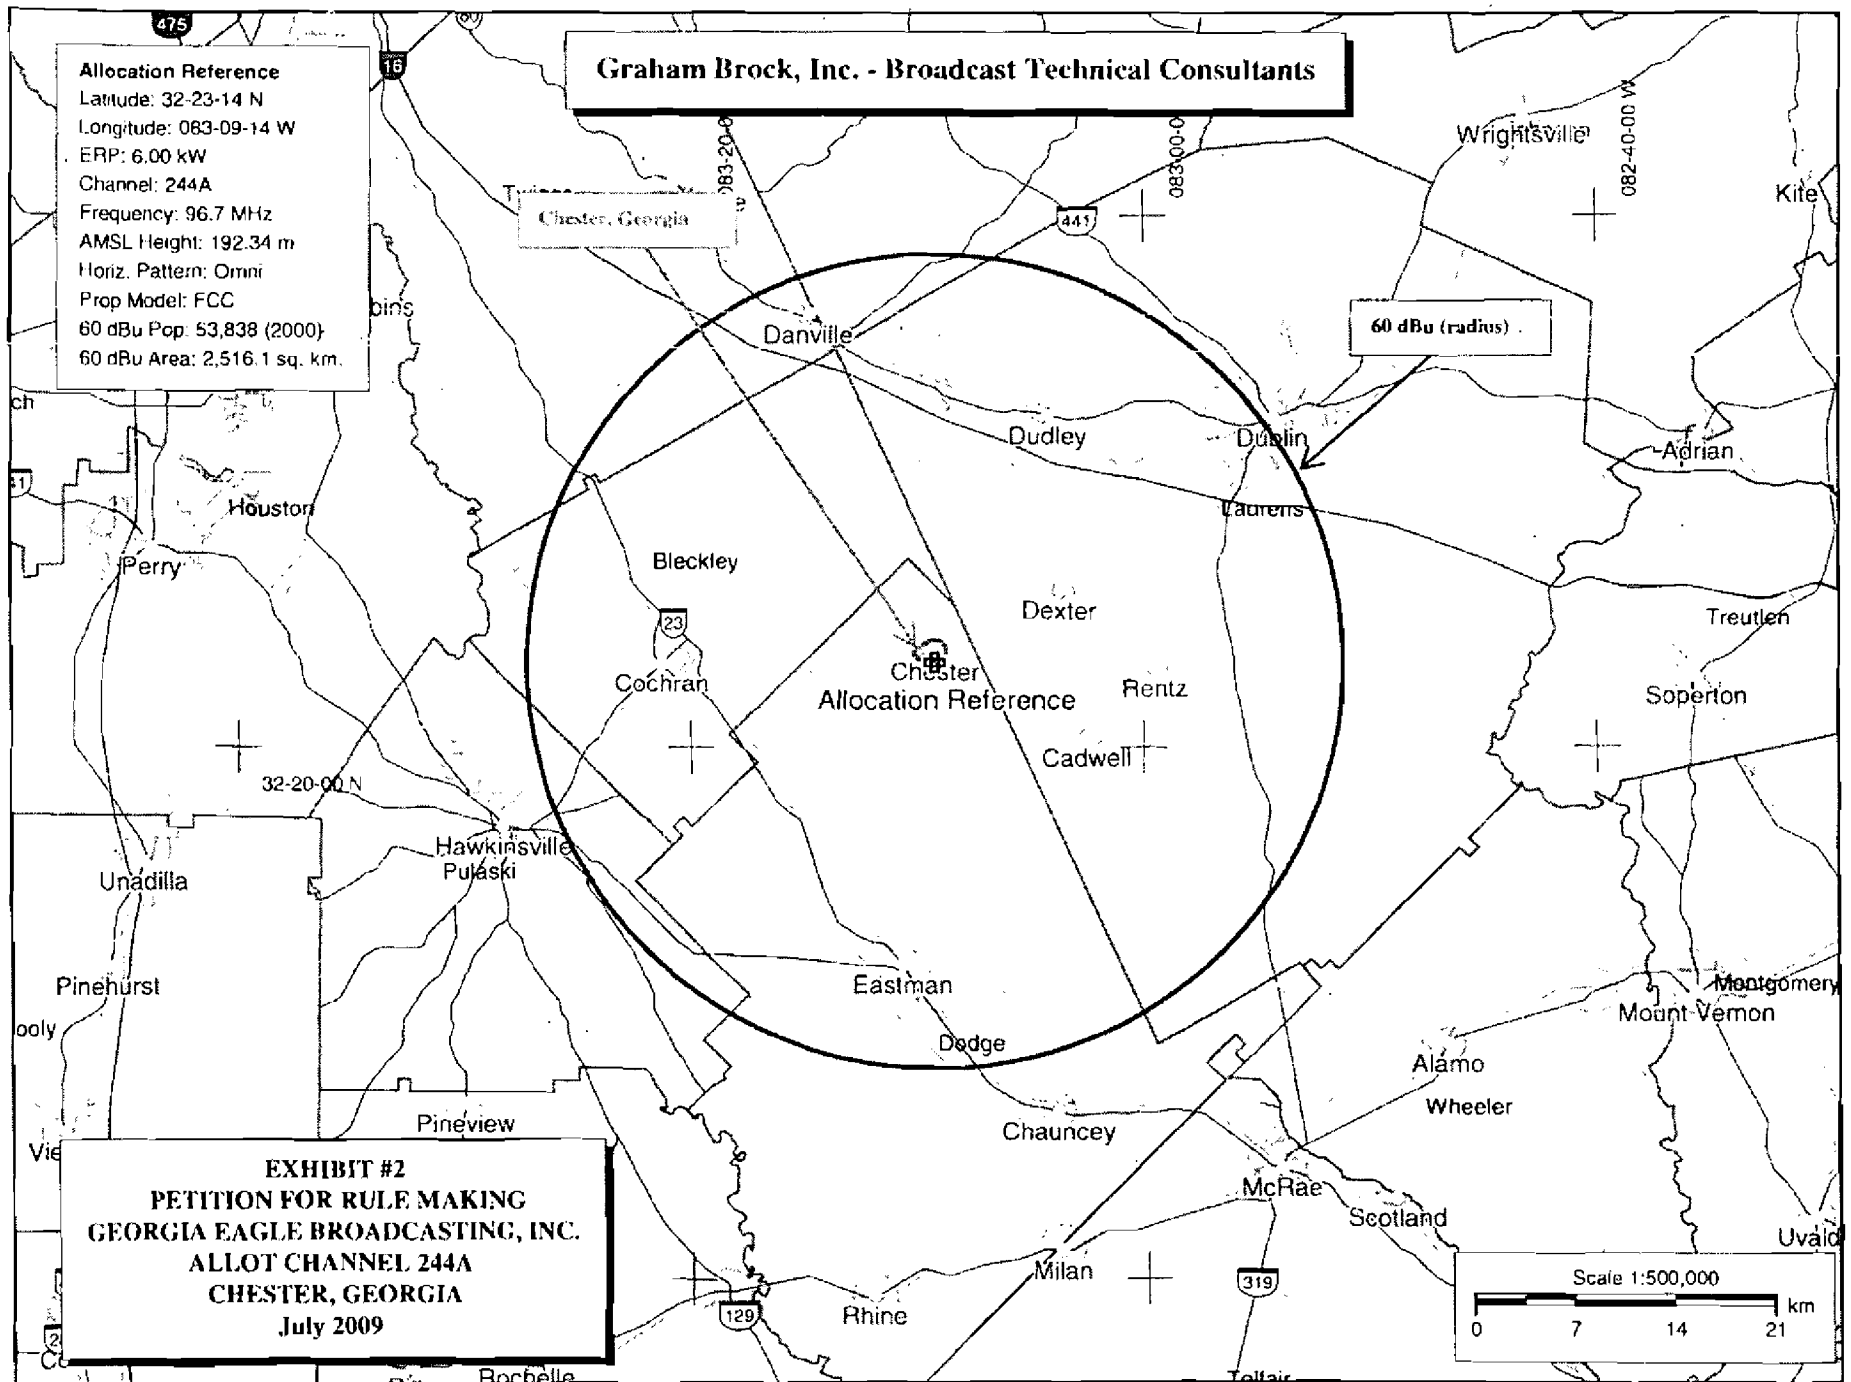 475
16
Graham Brock, Inc. - Broadcast Technical Consultants
Allocation Reference
Latitude: 32-23-14 N
Longitude: 083-09-14 W
ERP: 6.00 kW
Channel: 244A
Frequency: 96.7 MHz
AMSL Height: 192.34 m
Horiz. Pattern: Omni
Prop Model: FCC
60 dBu Pop: 53,838 (2000)
60 dBu Area: 2,516.1 sq. km.
083-20-0
083-00-0
082-40-00 W
Wrightsville
Kite
Chester, Georgia
441
bins
60 dBu (radius)
Danville
ch
Dudley
Dublin
Adrian
Houston
Laurens
Perry
Bleckley
Dexter
Treutlen
23
Cochran
Chester
Allocation Reference
Rentz
Soperton
Cadwell
32-20-00 N
Hawkinsville
Pulaski
Unadilla
Pinehurst
Eastman
Montgomery
Mount Vernon
ooly
Dodge
Alamo
Wheeler
Pineview
Chauncey
Vie
EXHIBIT #2
PETITION FOR RULE MAKING
GEORGIA EAGLE BROADCASTING, INC.
ALLOT CHANNEL 244A
CHESTER, GEORGIA
July 2009
McRae
Scotland
Uvald
Milan
319
129
Rhine
Scale 1:500,000
km
0 7 14 21
Rochelle
Telfair